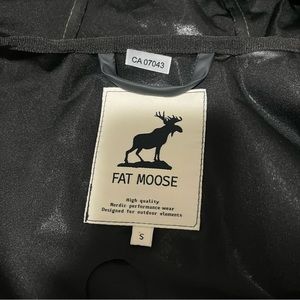 CA 07043
FAT MOOSE
High quality
Nordic performance wear
Designed for outdoor elements
S